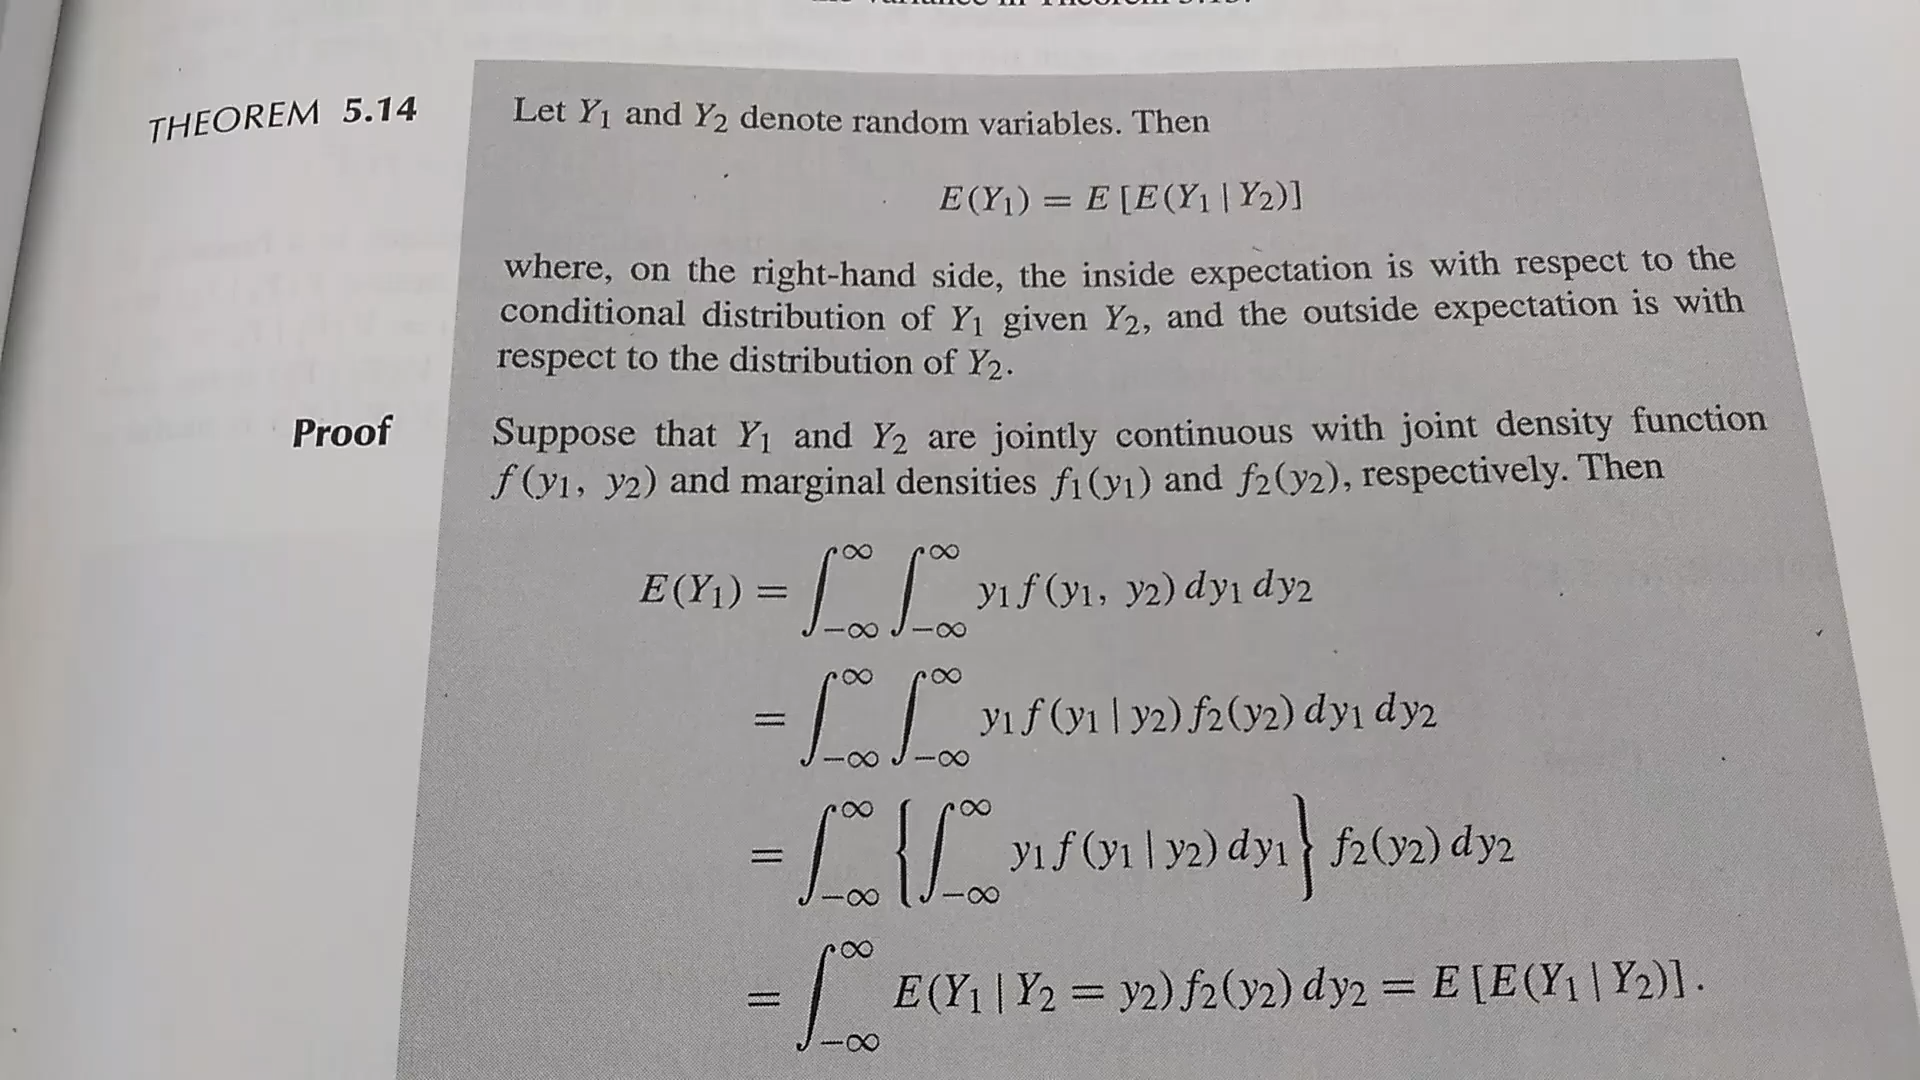 THEOREM 5.14
Let Y₁ and Y₂ denote random variables. Then
E(Y₁) = E [E(Y₁ | Y₂)]
where, on the right-hand side, the inside expectation is with respect to the
conditional distribution of Y₁ given Y₂, and the outside expectation is with
respect to the distribution of Y₂.
Proof
Suppose that Y₁ and Y₂ are jointly continuous with joint density function
f(y₁, y₂) and marginal densities f₁(y₁) and f₂(y₂), respectively. Then
E(Y₁) = ∫_{−∞}^{∞} ∫_{−∞}^{∞} y₁ f(y₁, y₂) dy₁ dy₂
= ∫_{−∞}^{∞} ∫_{−∞}^{∞} y₁ f(y₁ | y₂) f₂(y₂) dy₁ dy₂
= ∫_{−∞}^{∞} { ∫_{−∞}^{∞} y₁ f(y₁ | y₂) dy₁ } f₂(y₂) dy₂
= ∫_{−∞}^{∞} E(Y₁ | Y₂ = y₂) f₂(y₂) dy₂ = E [E(Y₁ | Y₂)].